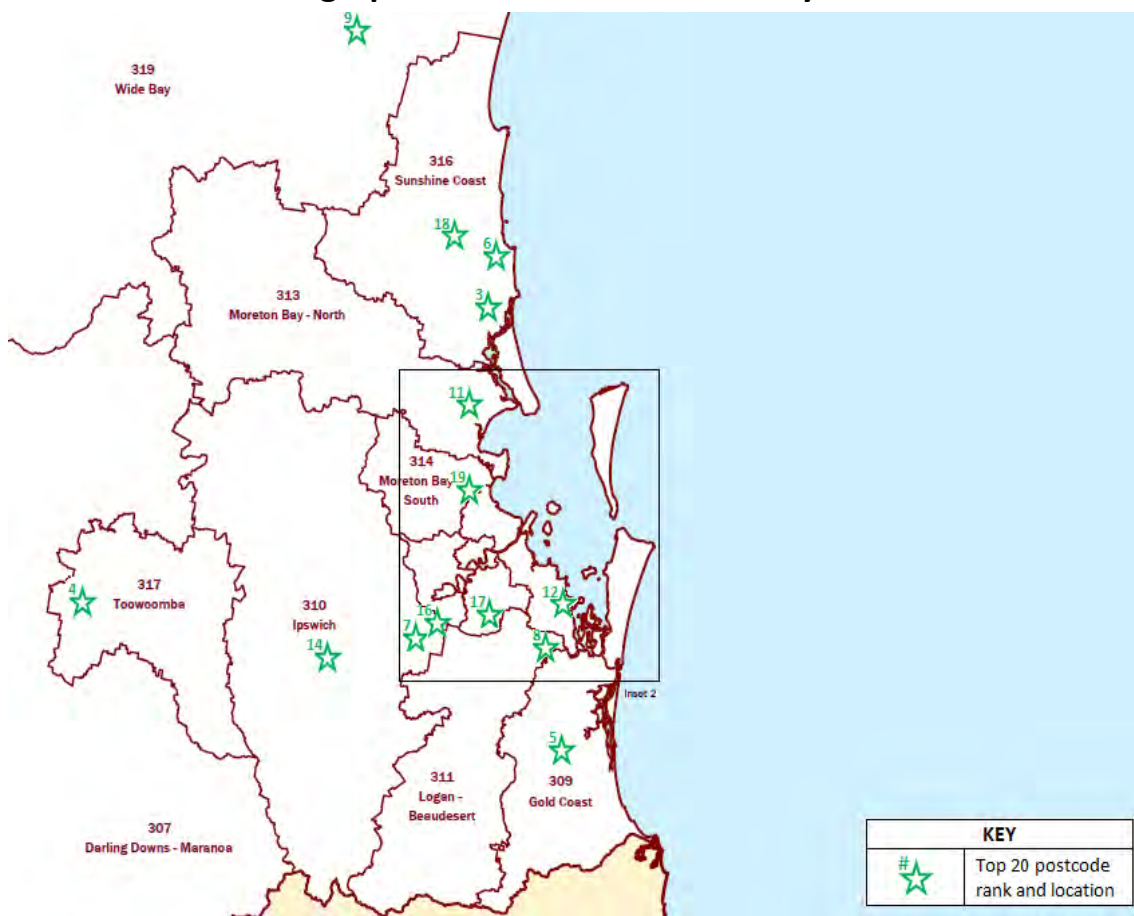 9
319
Wide Bay
316
Sunshine Coast
18
6
3
313
Moreton Bay - North
11
314
Moreton Bay
South
19
317
Toowoomba
4
310
Ipswich
14
12
17
16
7
8
Inset 2
5
309
Gold Coast
311
Logan -
Beaudesert
307
Darling Downs - Maranoa
KEY
#
Top 20 postcode
rank and location